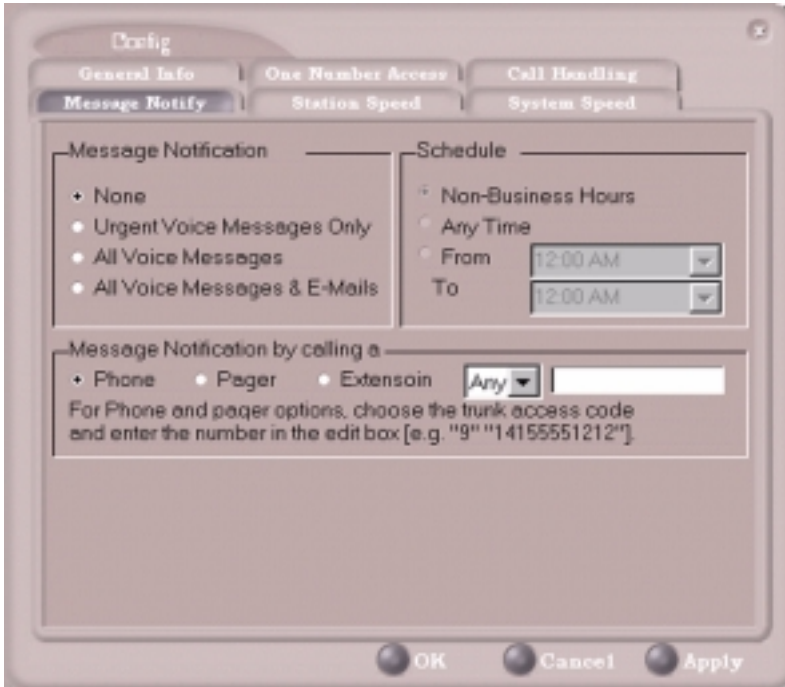 Config
General Info One Number Access Call Handling
Message Notify Station Speed System Speed
Message Notification
None
Urgent Voice Messages Only
All Voice Messages
All Voice Messages & E-Mails
Schedule
Non-Business Hours
Any Time
From 12:00 AM
To 12:00 AM
Message Notification by calling a
Phone Pager Extensoin Any
For Phone and pager options, choose the trunk access code
and enter the number in the edit box [e.g. "9" "14155551212"].
OK Cancel Apply